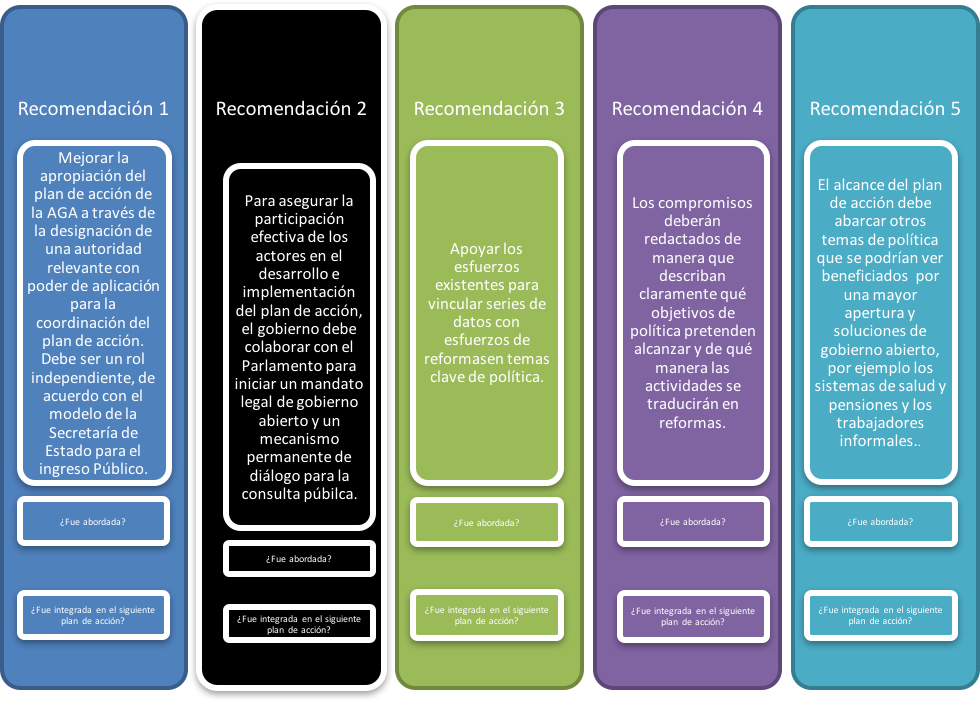 Recomendación 1
Mejorar la
apropiación del
plan de acción de
la AGA a través de
la designación de
una autoridad
relevante con
poder de aplicación
para la
coordinación del
plan de acción.
Debe ser un rol
independiente, de
acuerdo con el
modelo de la
Secretaría de
Estado para el
ingreso Público.
¿Fue abordada?
¿Fue integrada en el siguiente
plan de acción?
Recomendación 2
Para asegurar la
participación
efectiva de los
actores en el
desarrollo e
implementación
del plan de acción,
el gobierno debe
colaborar con el
Parlamento para
iniciar un mandato
legal de gobierno
abierto y un
mecanismo
permanente de
diálogo para la
consulta púbilca.
¿Fue abordada?
¿Fue integrada en el siguiente
plan de acción?
Recomendación 3
Apoyar los
esfuerzos
existentes para
vincular series de
datos con
esfuerzos de
reformasen temas
clave de política.
¿Fue abordada?
¿Fue integrada en el siguiente
plan de acción?
Recomendación 4
Los compromisos
deberán
redactados de
manera que
describan
claramente qué
objetivos de
política pretenden
alcanzar y de qué
manera las
actividades se
traducirán en
reformas.
¿Fue abordada?
¿Fue integrada en el siguiente
plan de acción?
Recomendación 5
El alcance del plan
de acción debe
abarcar otros
temas de política
que se podrían ver
beneficiados por
una mayor
apertura y
soluciones de
gobierno abierto,
por ejemplo los
sistemas de salud y
pensiones y los
trabajadores
informales..
¿Fue abordada?
¿Fue integrada en el siguiente
plan de acción?